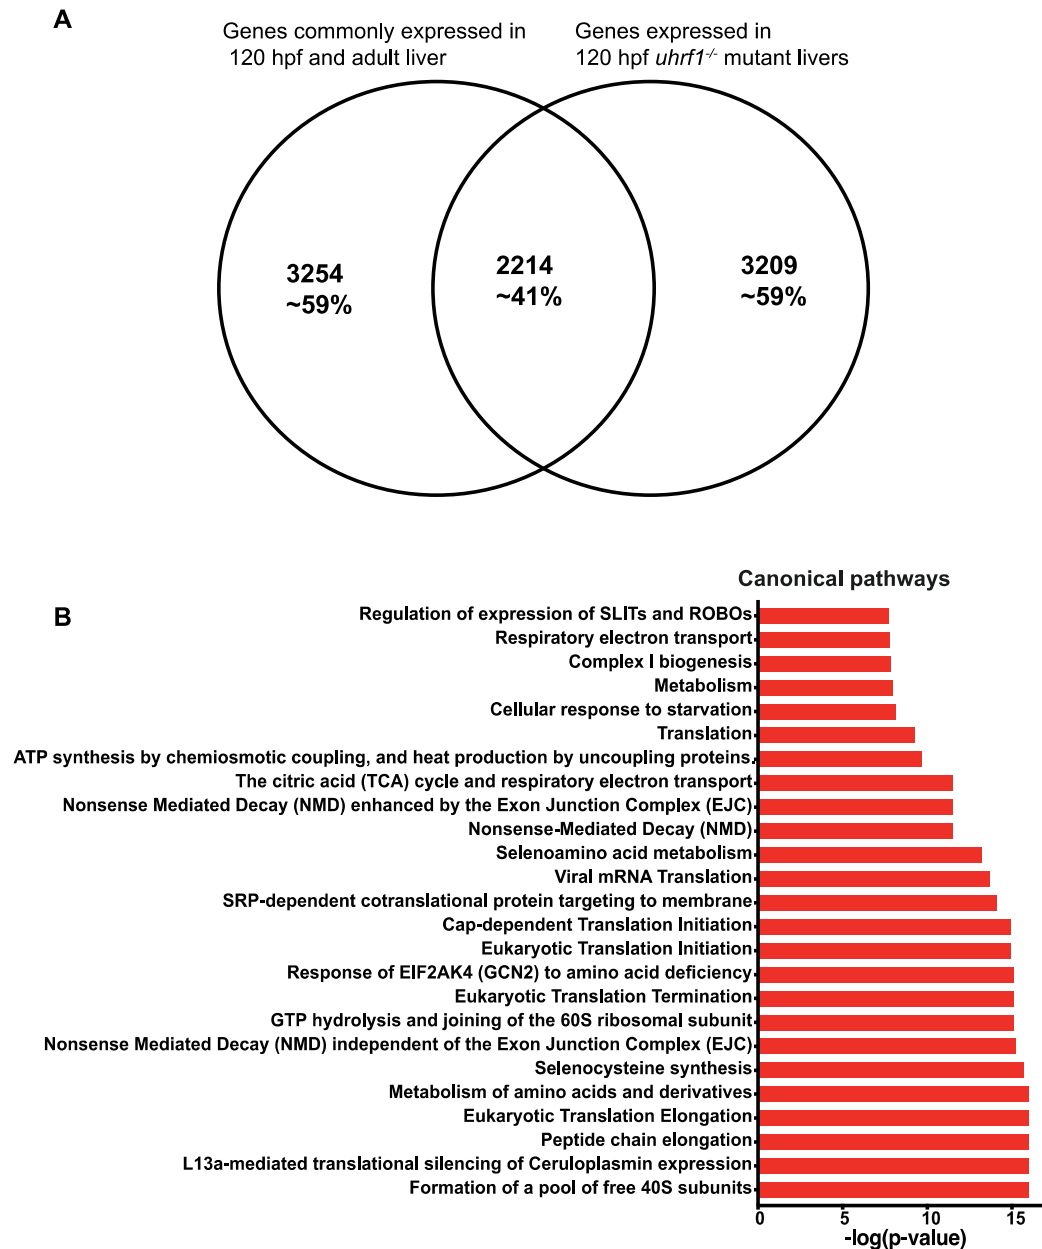 A
Genes commonly expressed in
120 hpf and adult liver
Genes expressed in
120 hpf uhrf1-/- mutant livers
3254
~59%
2214
~41%
3209
~59%
B
Canonical pathways
Regulation of expression of SLITs and ROBOs
Respiratory electron transport
Complex I biogenesis
Metabolism
Cellular response to starvation
Translation
ATP synthesis by chemiosmotic coupling, and heat production by uncoupling proteins.
The citric acid (TCA) cycle and respiratory electron transport
Nonsense Mediated Decay (NMD) enhanced by the Exon Junction Complex (EJC)
Nonsense-Mediated Decay (NMD)
Selenoamino acid metabolism
Viral mRNA Translation
SRP-dependent cotranslational protein targeting to membrane
Cap-dependent Translation Initiation
Eukaryotic Translation Initiation
Response of EIF2AK4 (GCN2) to amino acid deficiency
Eukaryotic Translation Termination
GTP hydrolysis and joining of the 60S ribosomal subunit
Nonsense Mediated Decay (NMD) independent of the Exon Junction Complex (EJC)
Selenocysteine synthesis
Metabolism of amino acids and derivatives
Eukaryotic Translation Elongation
Peptide chain elongation
L13a-mediated translational silencing of Ceruloplasmin expression
Formation of a pool of free 40S subunits
0 5 10 15
-log(p-value)